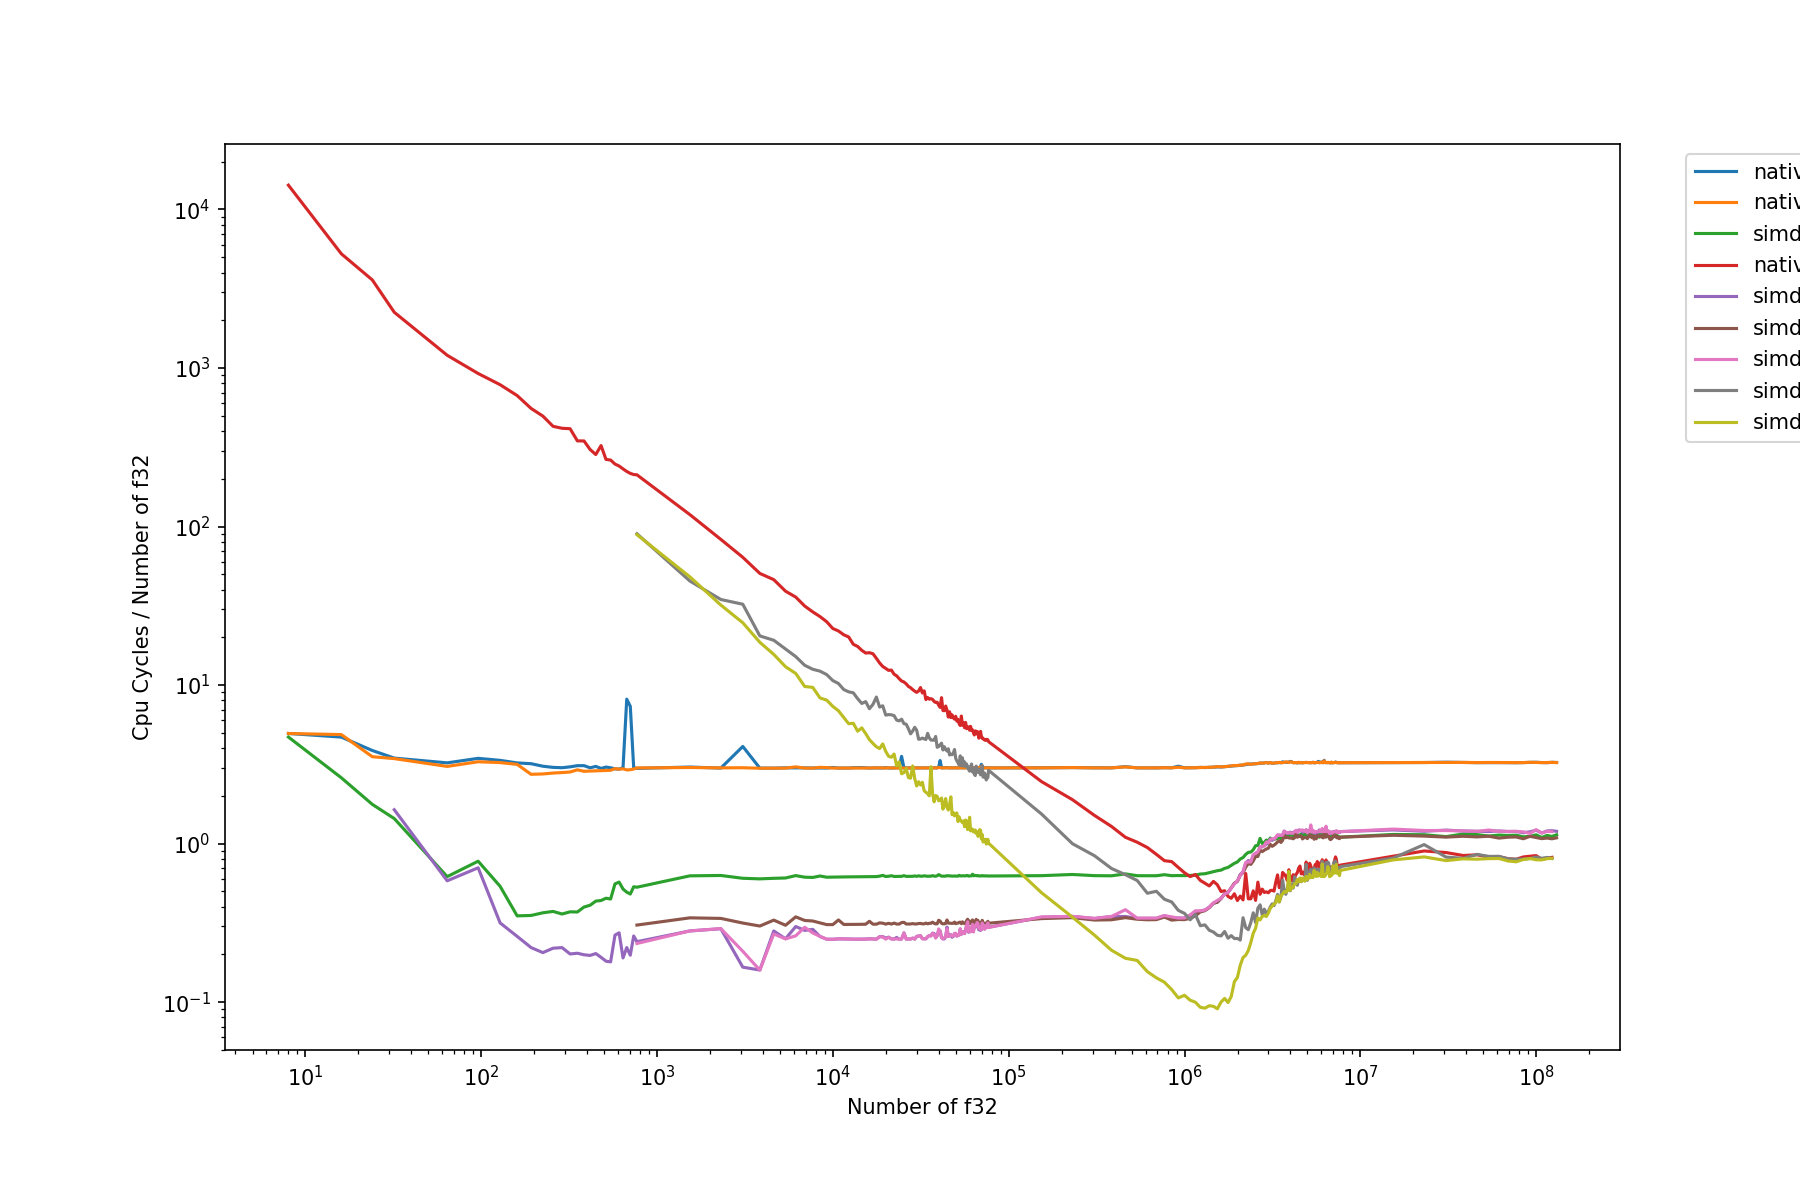 Cpu Cycles / Number of f32
10^4
10^3
10^2
10^1
10^0
10^-1
10^1
10^2
10^3
10^4
10^5
10^6
10^7
10^8
Number of f32
nativ
nativ
simd
nativ
simd
simd
simd
simd
simd